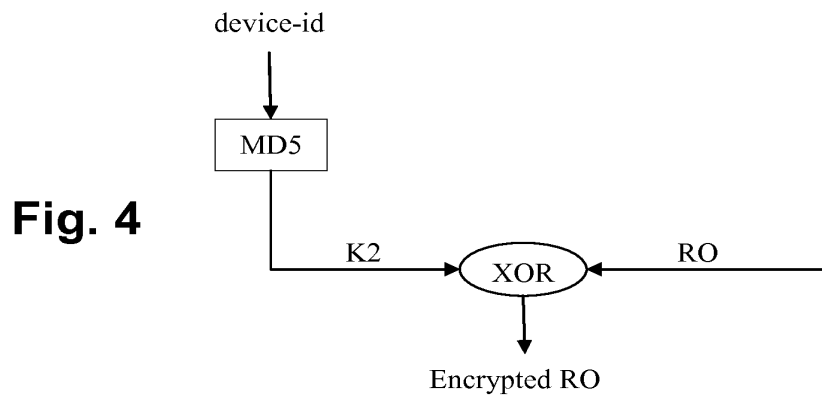 device-id
MD5
Fig. 4
K2
XOR
RO
Encrypted RO